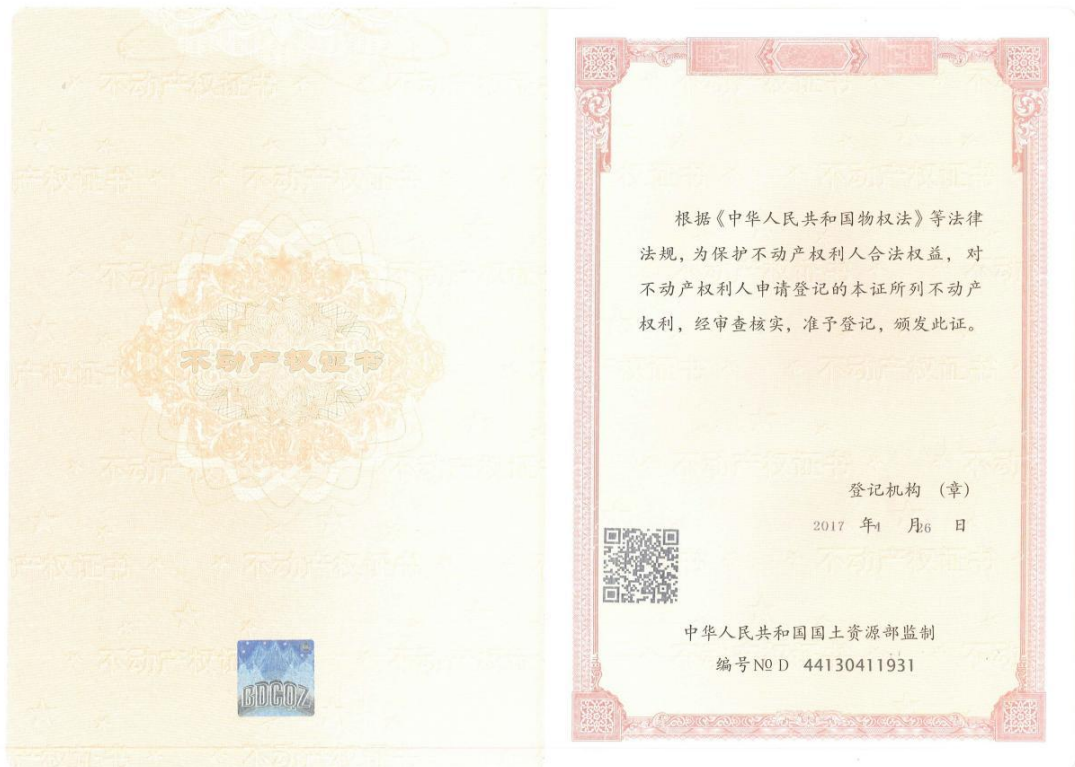 不动产权证书
BDCQZ
根据《中华人民共和国物权法》等法律
法规，为保护不动产权利人合法权益，对
不动产权利人申请登记的本证所列不动产
权利，经审查核实，准予登记，颁发此证。
登记机构 （章）
2017 年 月26 日
中华人民共和国国土资源部监制
编号 № D 44130411931